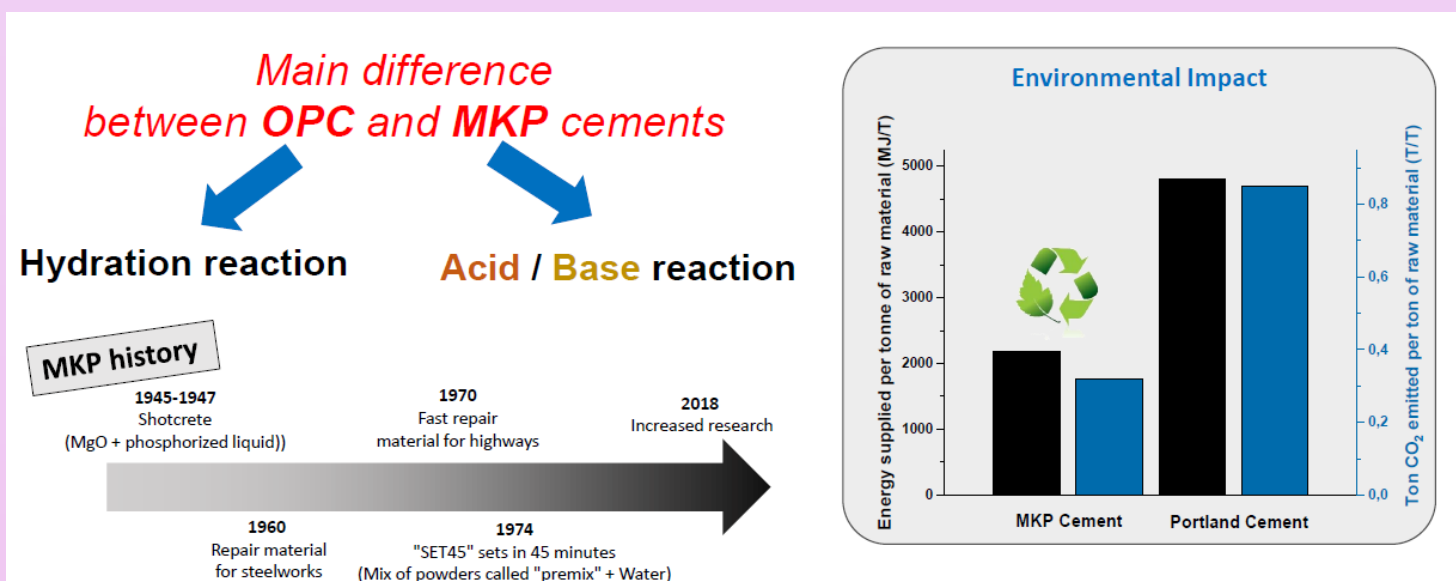 Main difference
between OPC and MKP cements
Hydration reaction
Acid / Base reaction
MKP history
1945-1947
Shotcrete
(MgO + phosphorized liquid))
1970
Fast repair
material for highways
2018
Increased research
1960
Repair material
for steelworks
1974
"SET45" sets in 45 minutes
(Mix of powders called "premix" + Water)
Environmental Impact
Energy supplied per tonne of raw material (MJ/T)
5000
4000
3000
2000
1000
0
Ton CO₂ emitted per ton of raw material (T/T)
0,8
0,6
0,4
0,2
0,0
MKP Cement
Portland Cement